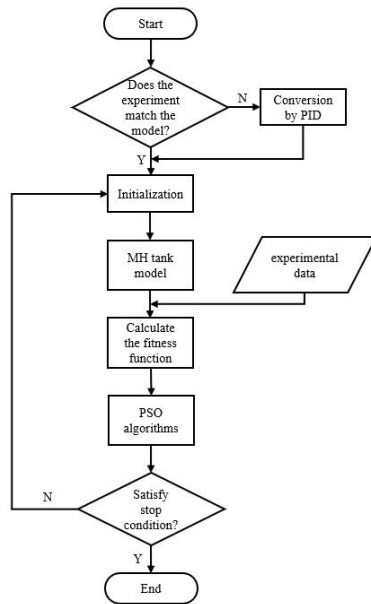 Start
Does the
experiment
match the
model?
N
Conversion
by PID
Y
Initialization
MH tank
model
experimental
data
Calculate
the fitness
function
PSO
algorithms
N
Satisfy
stop
condition?
Y
End